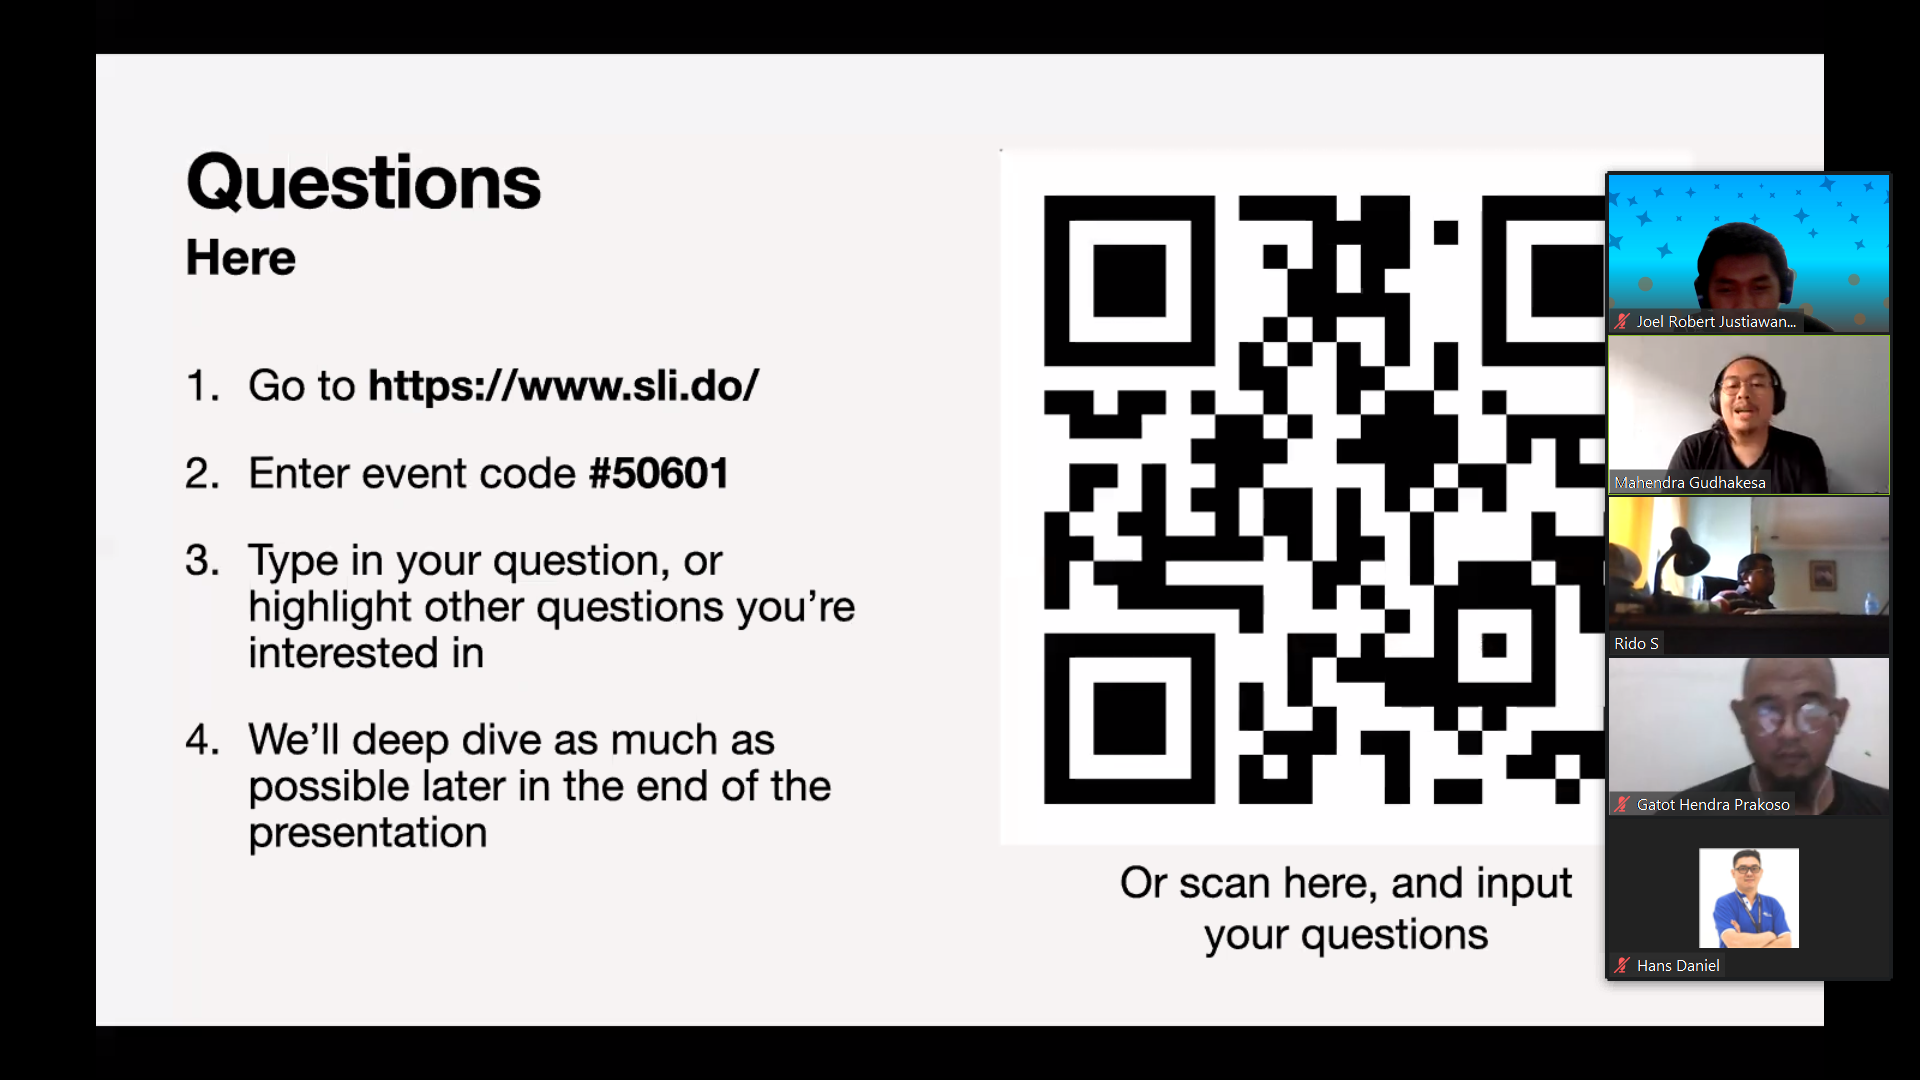 Questions
Here
1. Go to https://www.sli.do/
2. Enter event code #50601
3. Type in your question, or
highlight other questions you’re
interested in
4. We’ll deep dive as much as
possible later in the end of the
presentation
Or scan here, and input
your questions
Joel Robert Justiawan...
Mahendra Gudhakesa
Rido S
Gatot Hendra Prakoso
Hans Daniel